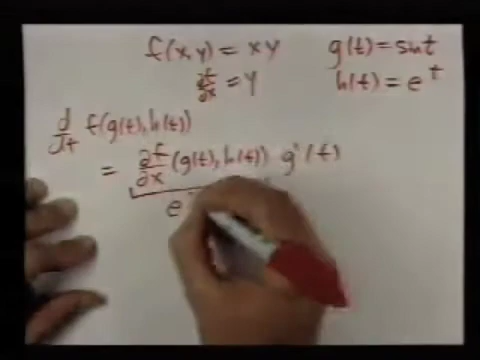 f(x,y) = xy g(t) = sin t
∂f/∂x = y h(t) = e^t
d/dt f(g(t), h(t))
= ∂f/∂x (g(t), h(t)) g'(t)
e